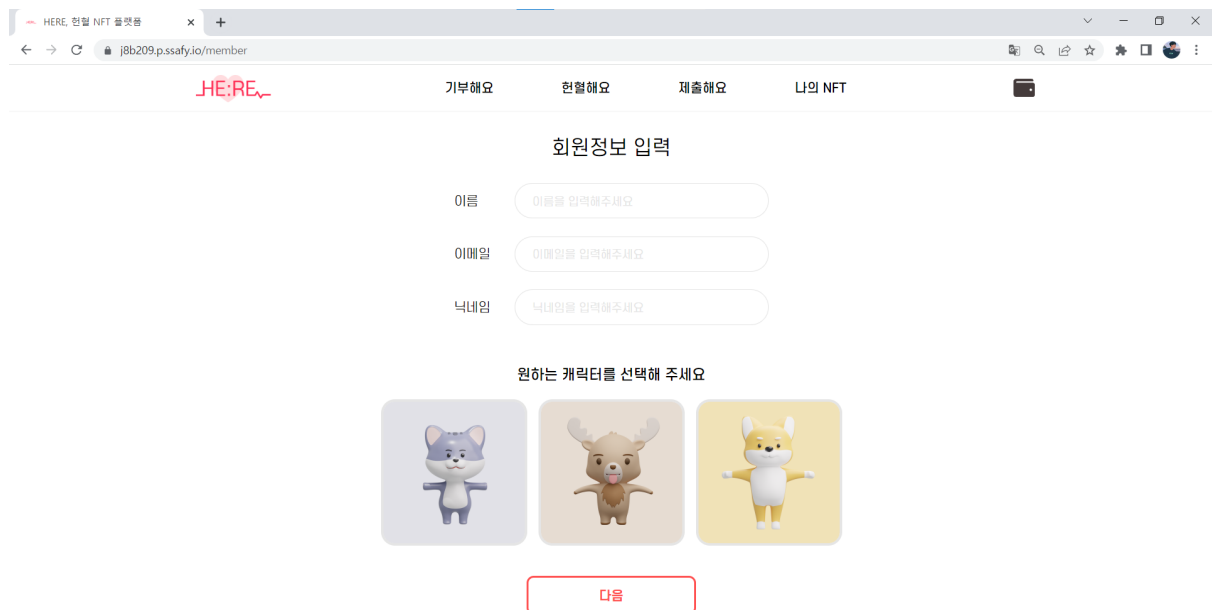 HERE, 헌혈 NFT 플랫폼
j8b209.p.ssafy.io/member
HE:RE
기부해요 헌혈해요 제출해요 나의 NFT
회원정보 입력
이름 이름을 입력해주세요
이메일 이메일을 입력해주세요
닉네임 닉네임을 입력해주세요
원하는 캐릭터를 선택해 주세요
다음